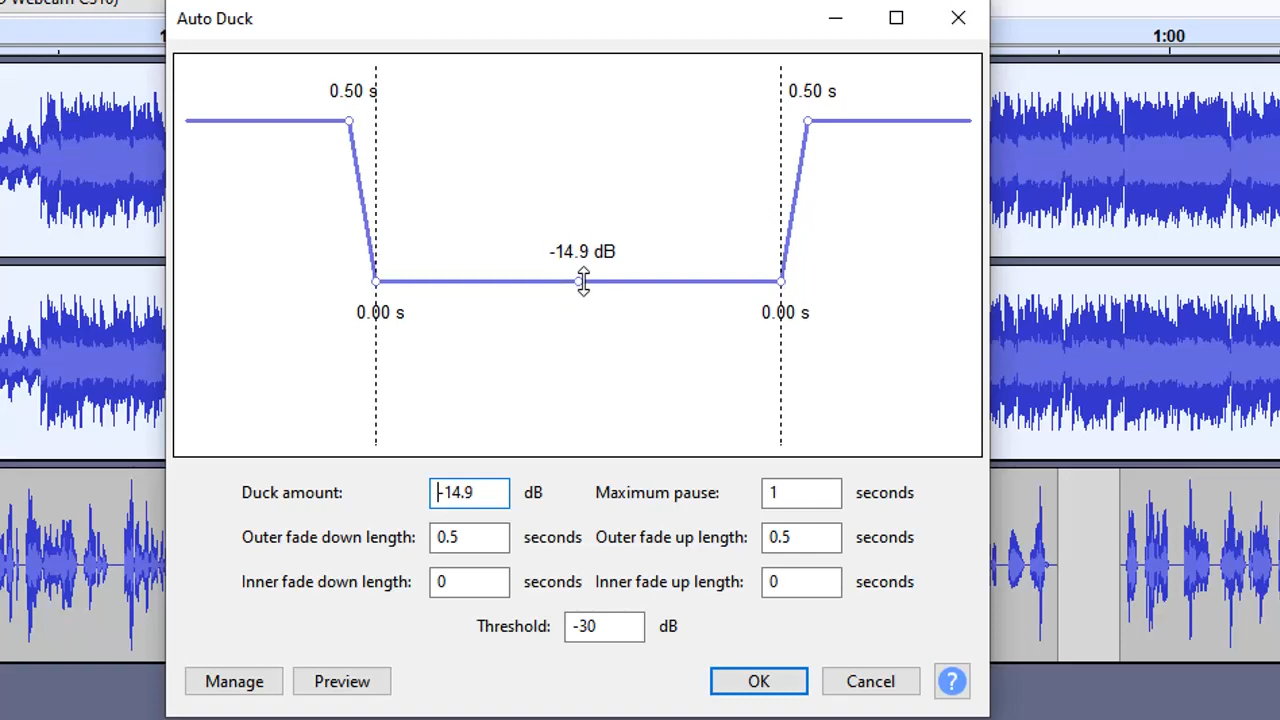 Auto Duck
1:00
0.50 s
0.50 s
-14.9 dB
0.00 s
0.00 s
Duck amount: -14.9 dB Maximum pause: 1 seconds
Outer fade down length: 0.5 seconds Outer fade up length: 0.5 seconds
Inner fade down length: 0 seconds Inner fade up length: 0 seconds
Threshold: -30 dB
Manage Preview OK Cancel ?